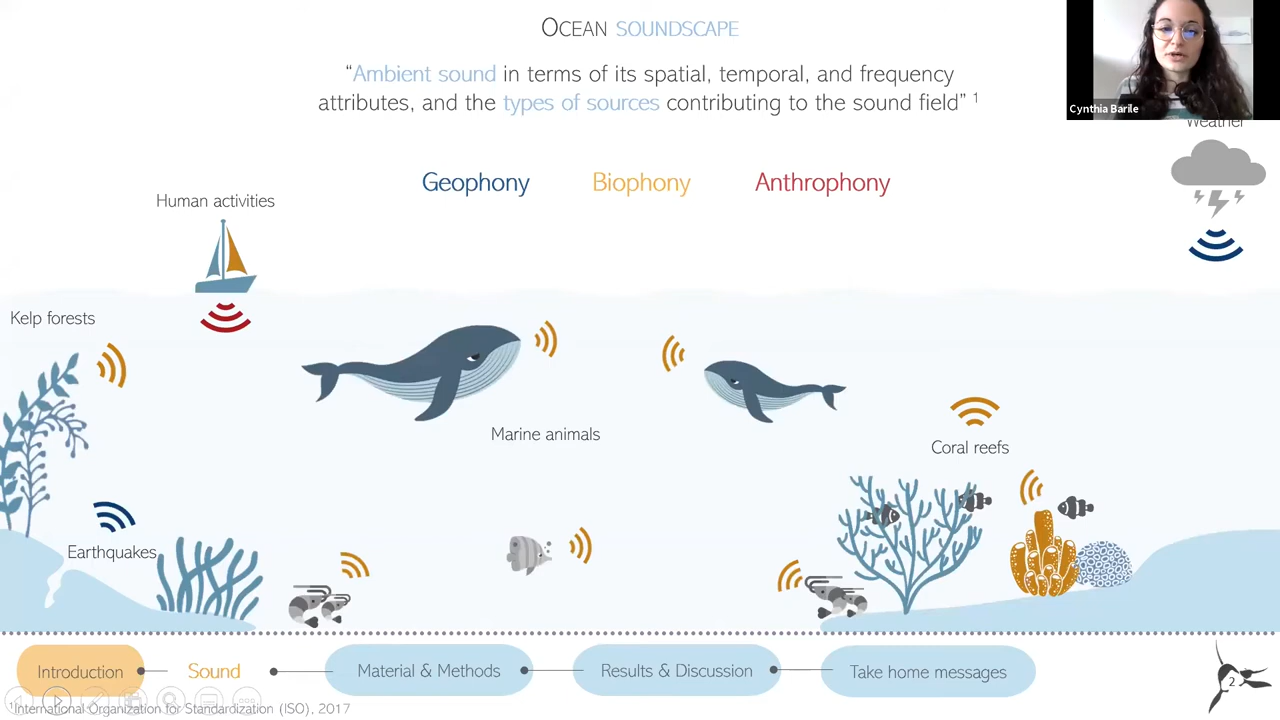 OCEAN SOUNDSCAPE
“Ambient sound in terms of its spatial, temporal, and frequency
attributes, and the types of sources contributing to the sound field” 1
Cynthia Barile
Weather
Geophony Biophony Anthrophony
Human activities
Kelp forests
Marine animals
Coral reefs
Earthquakes
Introduction Sound Material & Methods Results & Discussion Take home messages
2
1International Organization for Standardization (ISO), 2017